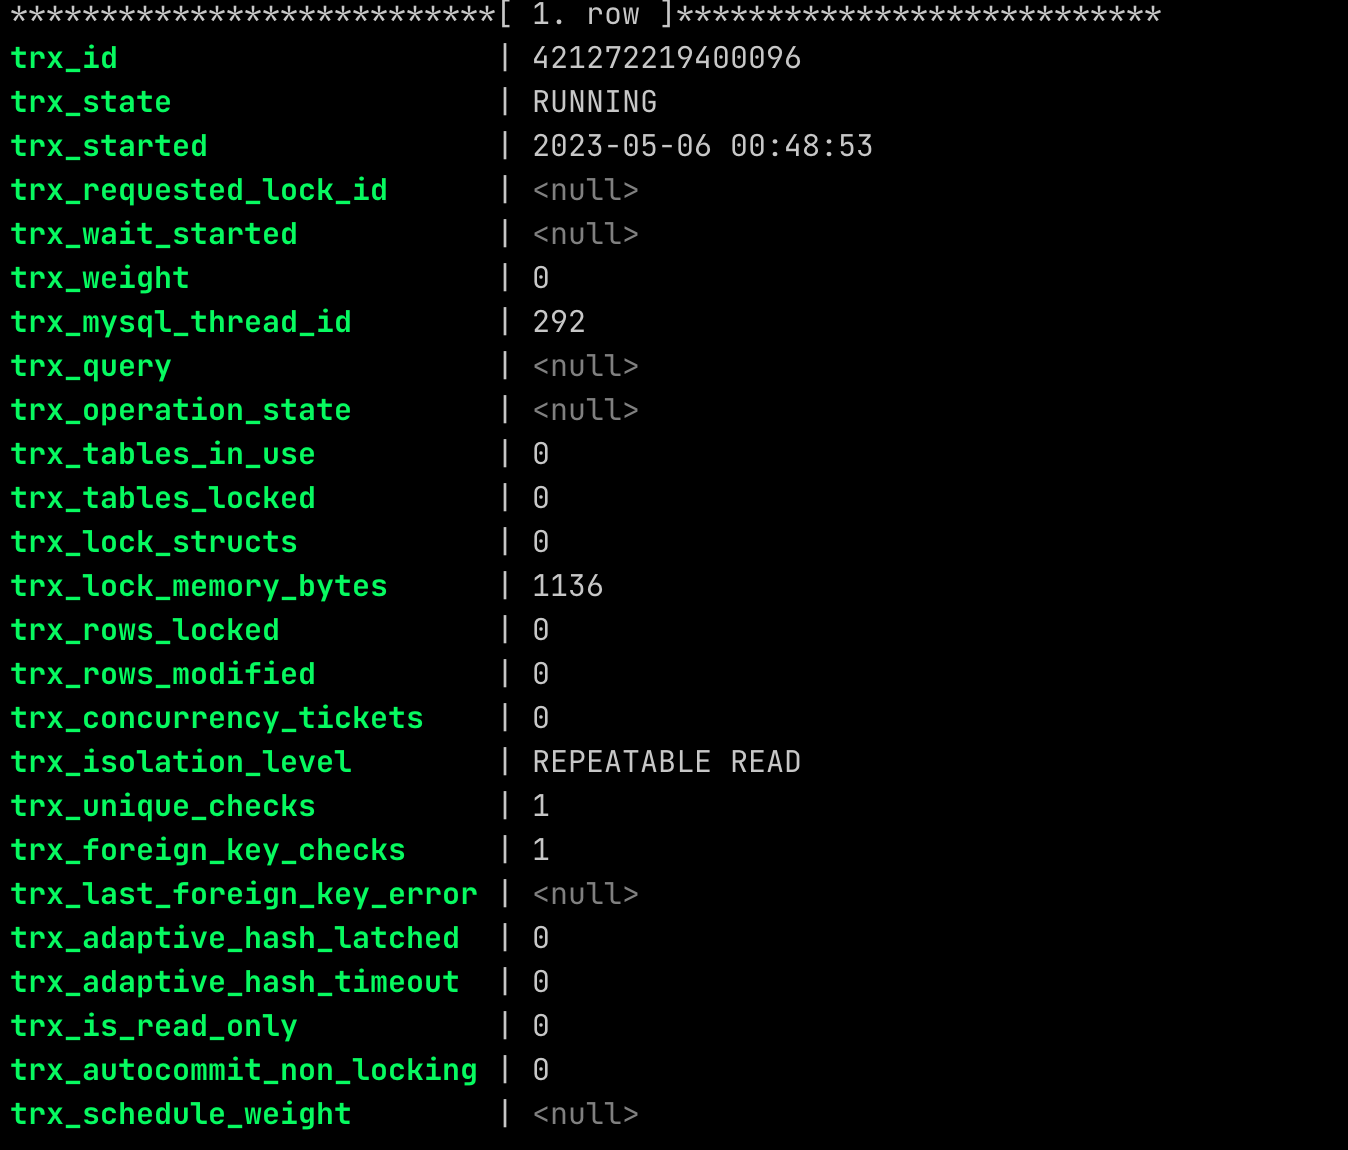 ***************************[ 1. row ]***************************
trx_id                     | 421272219400096
trx_state                  | RUNNING
trx_started                | 2023-05-06 00:48:53
trx_requested_lock_id      | <null>
trx_wait_started           | <null>
trx_weight                 | 0
trx_mysql_thread_id        | 292
trx_query                  | <null>
trx_operation_state        | <null>
trx_tables_in_use          | 0
trx_tables_locked          | 0
trx_lock_structs           | 0
trx_lock_memory_bytes      | 1136
trx_rows_locked            | 0
trx_rows_modified          | 0
trx_concurrency_tickets    | 0
trx_isolation_level        | REPEATABLE READ
trx_unique_checks          | 1
trx_foreign_key_checks     | 1
trx_last_foreign_key_error | <null>
trx_adaptive_hash_latched  | 0
trx_adaptive_hash_timeout  | 0
trx_is_read_only           | 0
trx_autocommit_non_locking | 0
trx_schedule_weight        | <null>